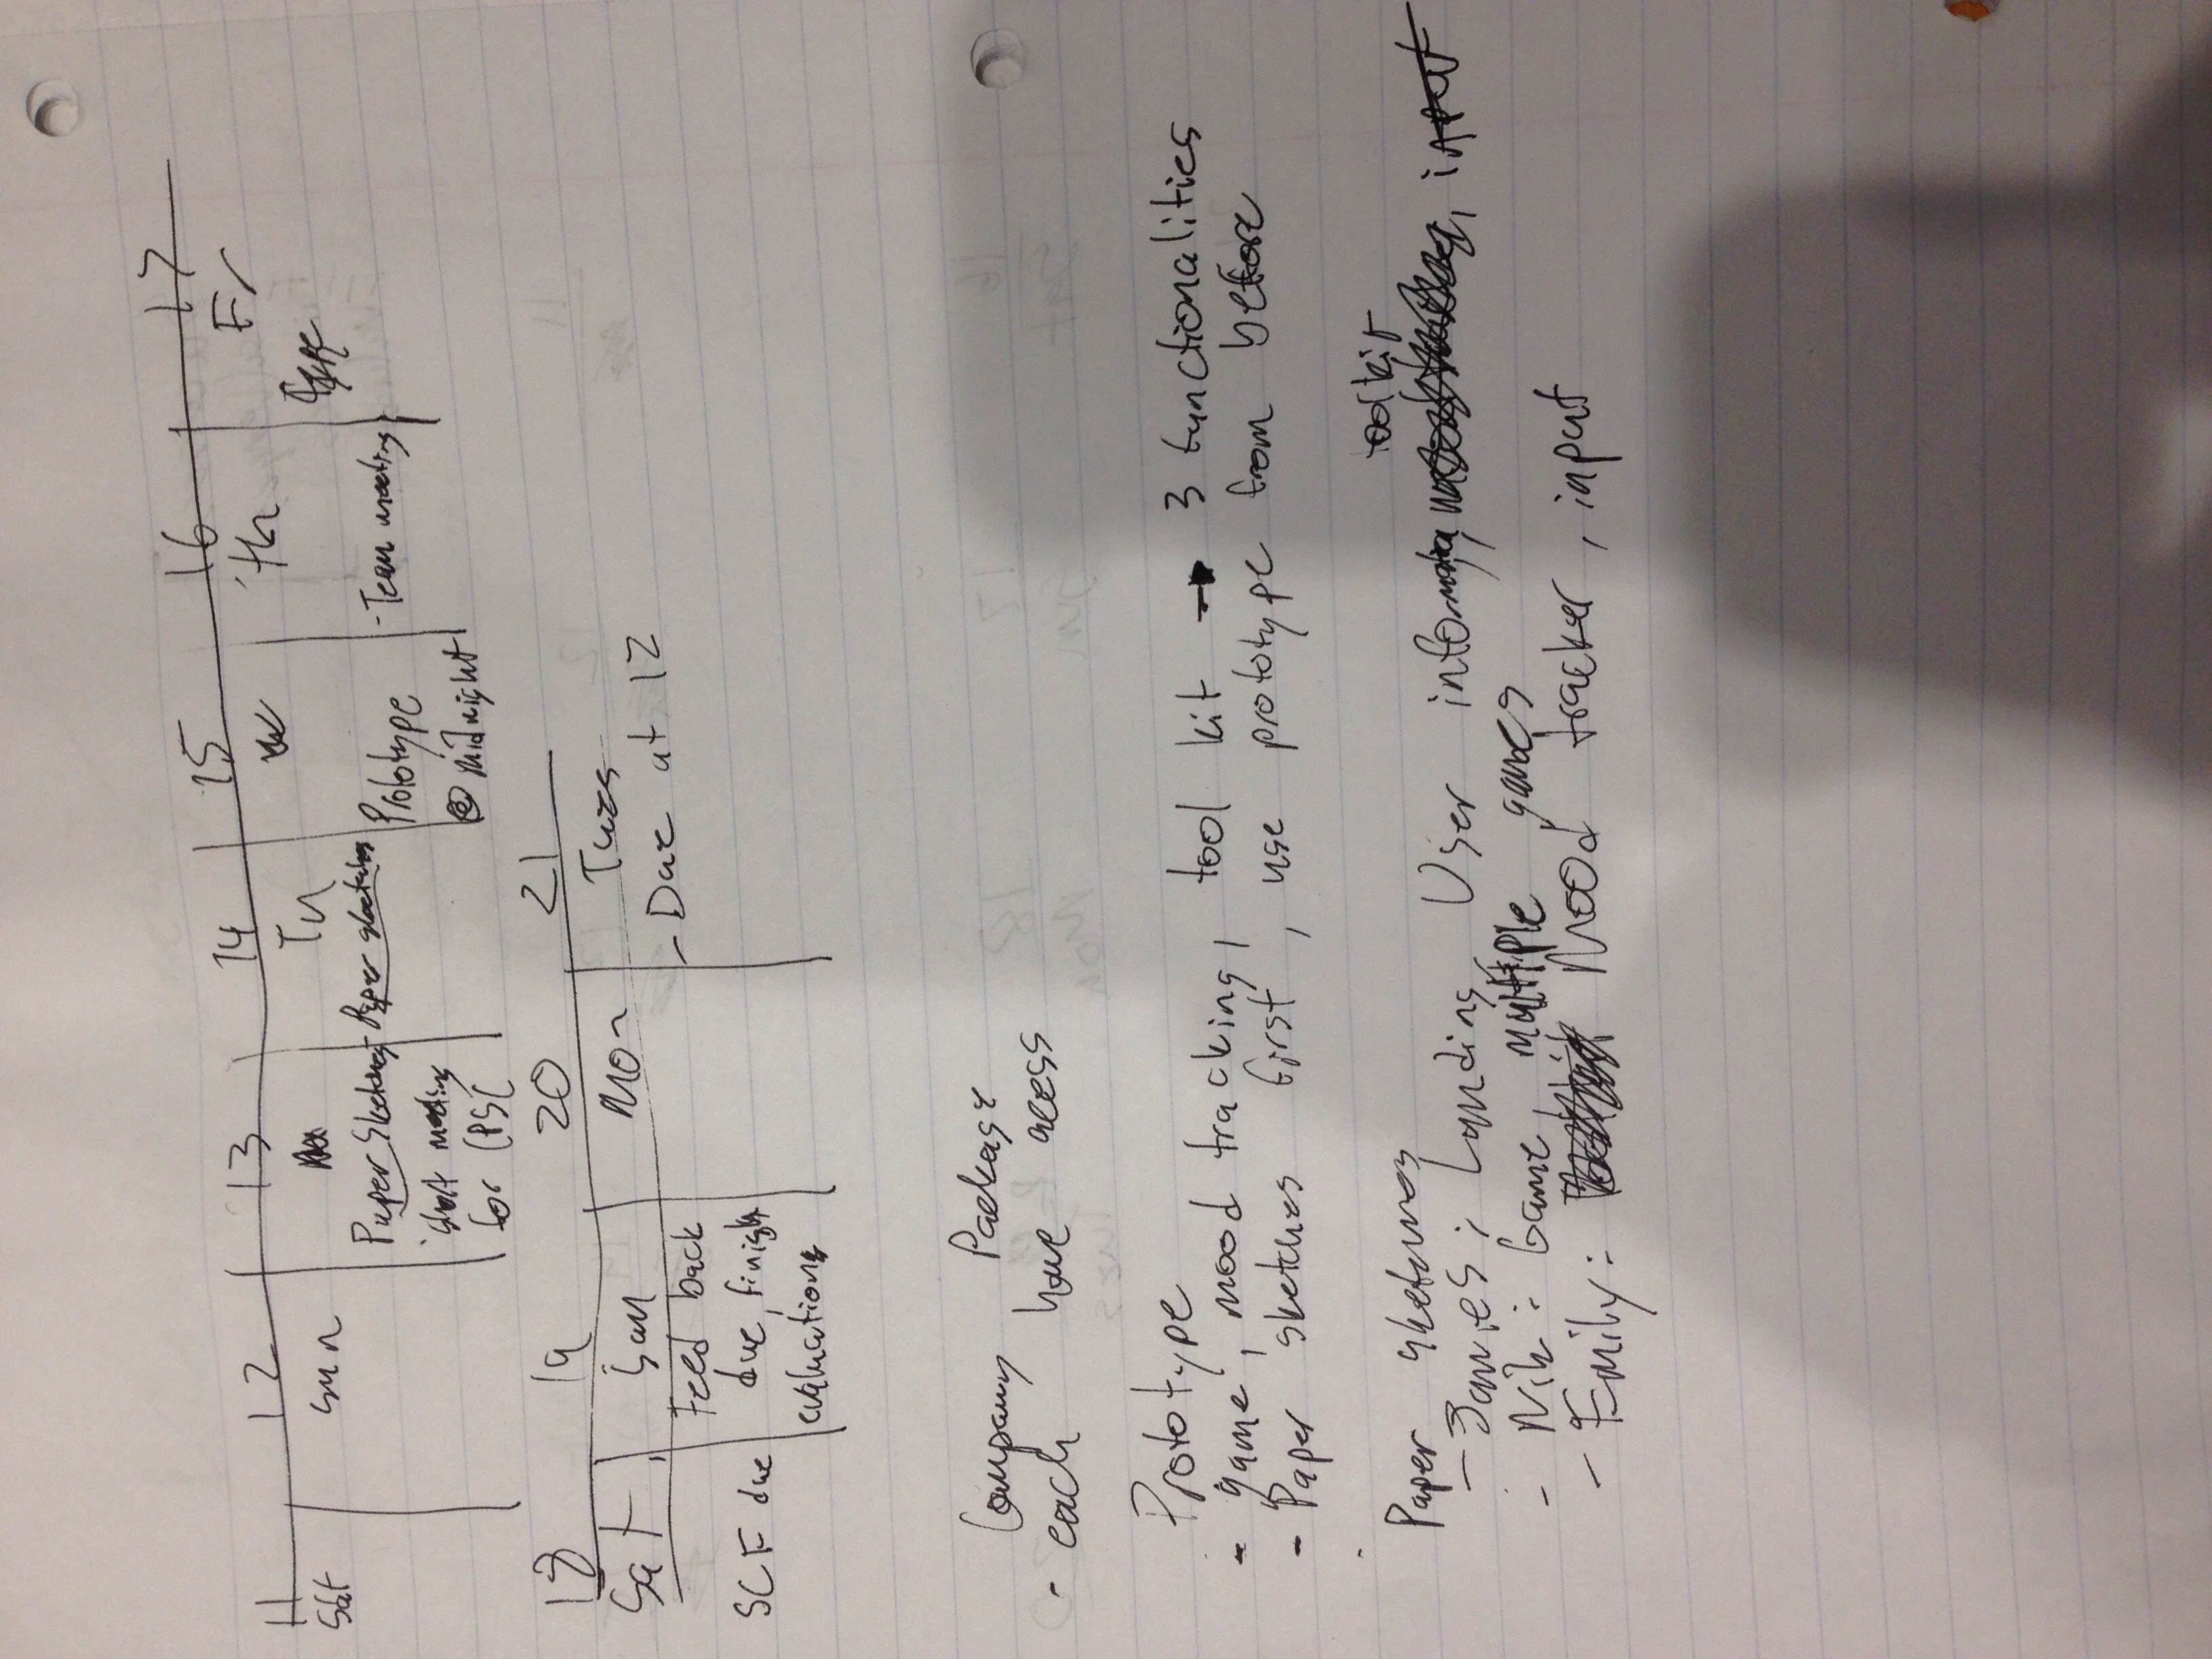 11 12 13 14 15 16 17
Sat Sun Tu W th Fr
Paper Sketches Paper sketches Prototype - Team meeting
short meeting @ midnight
for CPSC
18 19 20 21
Sat Sun Mon Tues
- Due at 12
Feed back
SCF due due, finish
evaluations
Company Package
- each have acess
Prototype
- game, mood tracking, tool kit → 3 functionalities
- Paper sketches first, use prototype from before
toolkit
Paper sketches
- James: Landing, User information, , input
- Nik: Game, multiple games
- Emily: Mood tracker, input